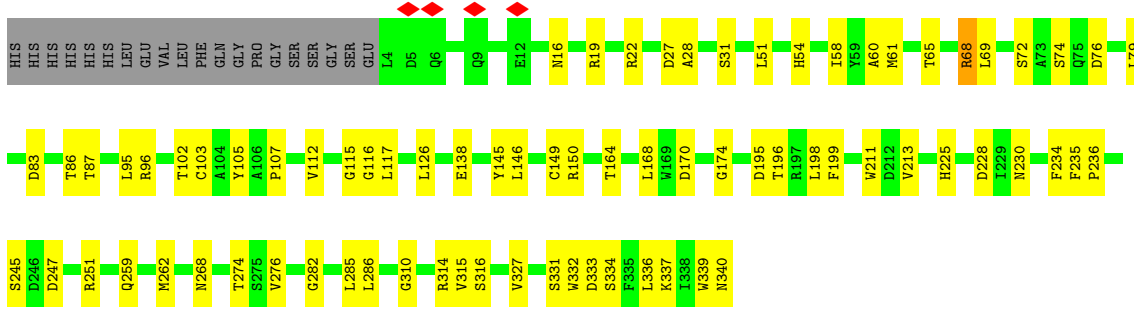 HIS HIS HIS HIS HIS HIS LEU GLU VAL LEU PHE GLN GLY PRO GLY SER SER GLY SER GLU L4 D5 Q6 Q9 E12 N16 R19 R22 D27 A28 S31 L51 H54 I58 Y59 A60 M61 T65 R68 L69 S72 A73 S74 Q75 D76 L79
D83 T86 T87 L95 R96 T102 C103 A104 Y105 A106 P107 V112 G115 G116 L117 L126 E138 Y145 L146 C149 R150 T164 L168 W169 D170 G174 D195 T196 R197 L198 F199 W211 D212 V213 H225 D228 I229 N230 F234 F235 P236
S245 D246 D247 R251 Q259 M262 N268 T274 S275 V276 G282 L285 L286 G310 R314 V315 S316 V327 S331 W332 D333 S334 F335 L336 K337 I338 W339 N340